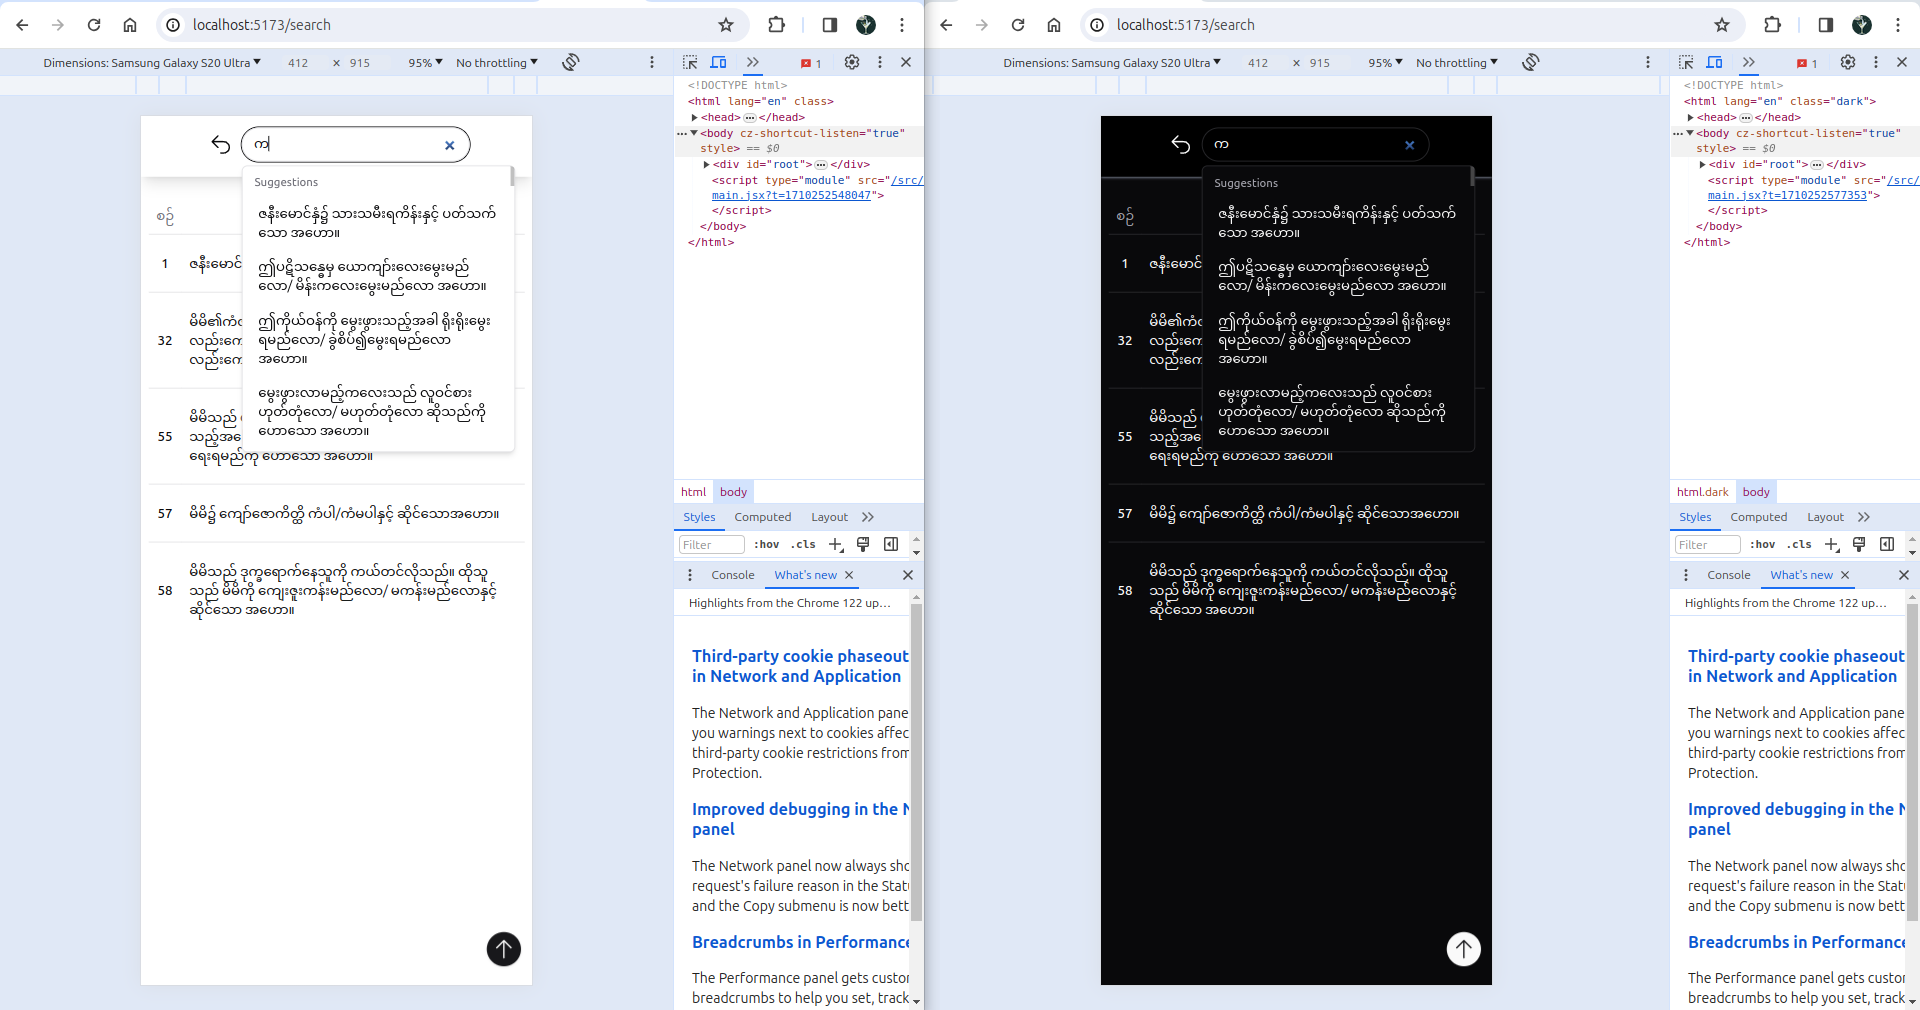 localhost:5173/search
Dimensions: Samsung Galaxy S20 Ultra 412 × 915 95% No throttling
1
က
Suggestions
ဇနီးမောင်နှံ၌ သားသမီးရကိန်းနှင့် ပတ်သက်
သော အဟော။
ဤပဋိသန္ဓေမှ ယောကျာ်းလေးမွေးမည်
လော/ မိန်းကလေးမွေးမည်လော အဟော။
ဤကိုယ်ဝန်ကို မွေးဖွားသည့်အခါ ရိုးရိုးမွေး
ရမည်လော/ ခွဲစိပ်၍မွေးရမည်လော
အဟော။
မွေးဖွားလာမည့်ကလေးသည် လူဝင်စား
ဟုတ်တုံလော/ မဟုတ်တုံလော ဆိုသည်ကို
ဟောသော အဟော။
စဉ်
1 ဇနီးမောင်
32 မိမိ၏
လည်း
လည်း
55 မိမိသည်
သည့်
ရေးရမည်ကို ဟောသော အဟော။
57 မိမိ၌ ကျော်ဇောကိတ္ထိ ကံပါ/ကံမပါနှင့် ဆိုင်သောအဟော။
58 မိမိသည် ဒုက္ခရောက်နေသူကို ကယ်တင်လိုသည်။ ထိုသူ
သည် မိမိကို ကျေးဇူးကန်းမည်လော/ မကန်းမည်လောနှင့်
ဆိုင်သော အဟော။
<!DOCTYPE html>
<html lang="en" class>
<head> </head>
<body cz-shortcut-listen="true"
style> == $0
<div id="root"> </div>
<script type="module" src="/src/
main.jsx?t=1710252548047">
</script>
</body>
</html>
html body
Styles Computed Layout
Filter :hov .cls
Console What's new
Highlights from the Chrome 122 up...
Third-party cookie phaseout
in Network and Application
The Network and Application pane
you warnings next to cookies affec
third-party cookie restrictions from
Protection.
Improved debugging in the N
panel
The Network panel now always sho
request's failure reason in the Statu
and the Copy submenu is now bett
Breadcrumbs in Performance
The Performance panel gets custor
breadcrumbs to help you set, track
localhost:5173/search
Dimensions: Samsung Galaxy S20 Ultra 412 × 915 95% No throttling
1
က
Suggestions
ဇနီးမောင်နှံ၌ သားသမီးရကိန်းနှင့် ပတ်သက်
သော အဟော။
ဤပဋိသန္ဓေမှ ယောကျာ်းလေးမွေးမည်
လော/ မိန်းကလေးမွေးမည်လော အဟော။
ဤကိုယ်ဝန်ကို မွေးဖွားသည့်အခါ ရိုးရိုးမွေး
ရမည်လော/ ခွဲစိပ်၍မွေးရမည်လော
အဟော။
မွေးဖွားလာမည့်ကလေးသည် လူဝင်စား
ဟုတ်တုံလော/ မဟုတ်တုံလော ဆိုသည်ကို
ဟောသော အဟော။
စဉ်
1 ဇနီးမောင်
32 မိမိ၏
လည်း
လည်း
55 မိမိသည်
သည့်
ရေးရမည်ကို ဟောသော အဟော။
57 မိမိ၌ ကျော်ဇောကိတ္ထိ ကံပါ/ကံမပါနှင့် ဆိုင်သောအဟော။
58 မိမိသည် ဒုက္ခရောက်နေသူကို ကယ်တင်လိုသည်။ ထိုသူ
သည် မိမိကို ကျေးဇူးကန်းမည်လော/ မကန်းမည်လောနှင့်
ဆိုင်သော အဟော။
<!DOCTYPE html>
<html lang="en" class="dark">
<head> </head>
<body cz-shortcut-listen="true"
style> == $0
<div id="root"> </div>
<script type="module" src="/src/
main.jsx?t=1710252577353">
</script>
</body>
</html>
html.dark body
Styles Computed Layout
Filter :hov .cls
Console What's new
Highlights from the Chrome 122 up...
Third-party cookie phaseout
in Network and Application
The Network and Application pane
you warnings next to cookies affec
third-party cookie restrictions from
Protection.
Improved debugging in the N
panel
The Network panel now always sho
request's failure reason in the Statu
and the Copy submenu is now bett
Breadcrumbs in Performance
The Performance panel gets custor
breadcrumbs to help you set, track